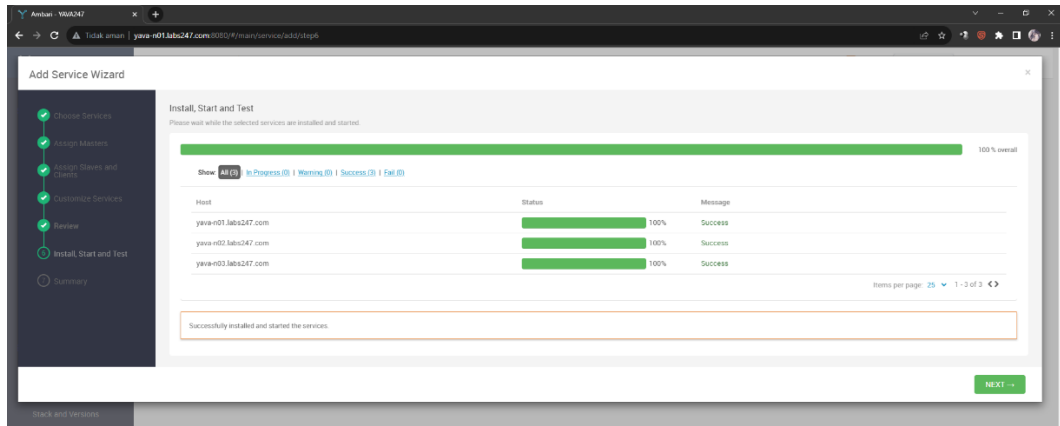 Ambari - YAVA247
Tidak aman | yava-n01.labs247.com:8080/#/main/service/add/step6
Add Service Wizard
Choose Services
Assign Masters
Assign Slaves and
Clients
Customize Services
Review
6 Install, Start and Test
7 Summary
Install, Start and Test
Please wait while the selected services are installed and started.
100 % overall
Show: All (3) | In Progress (0) | Warning (0) | Success (3) | Fail (0)
Host Status Message
yava-n01.labs247.com 100% Success
yava-n02.labs247.com 100% Success
yava-n03.labs247.com 100% Success
Items per page: 25 1 - 3 of 3
Successfully installed and started the services.
NEXT →
Stack and Versions